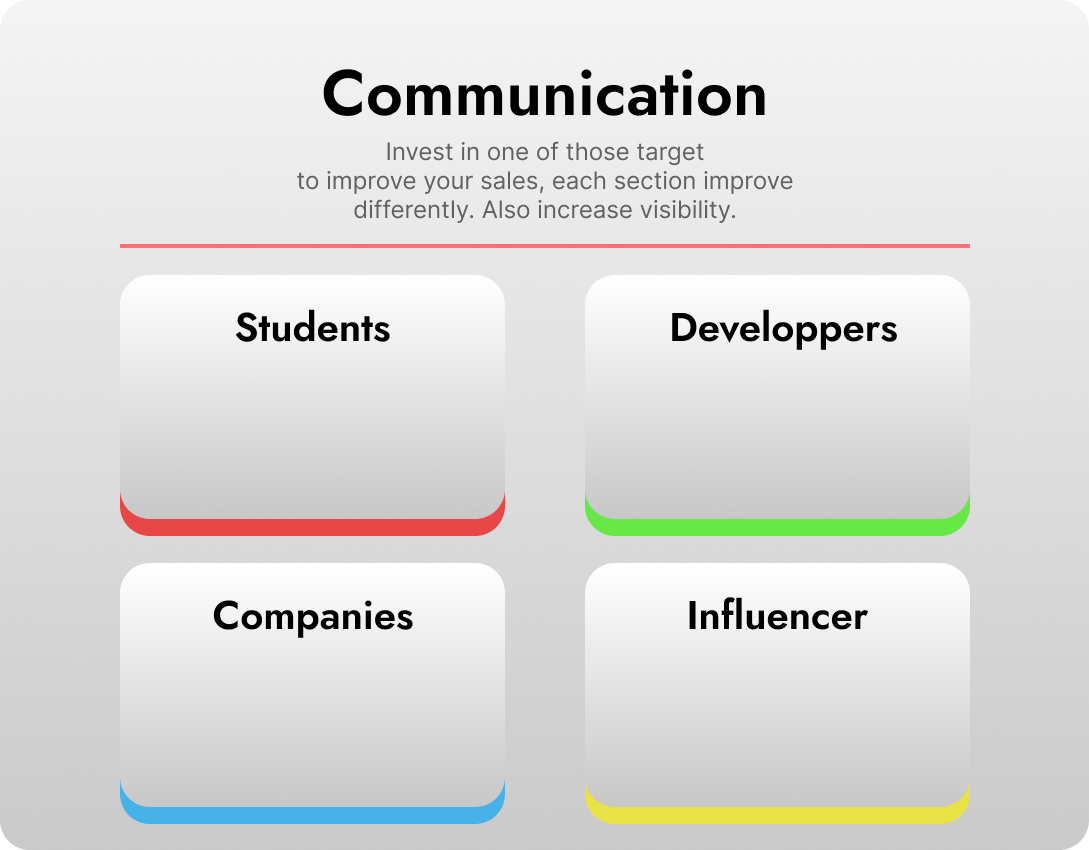 Communication
Invest in one of those target
to improve your sales, each section improve
differently. Also increase visibility.
Students
Developpers
Companies
Influencer